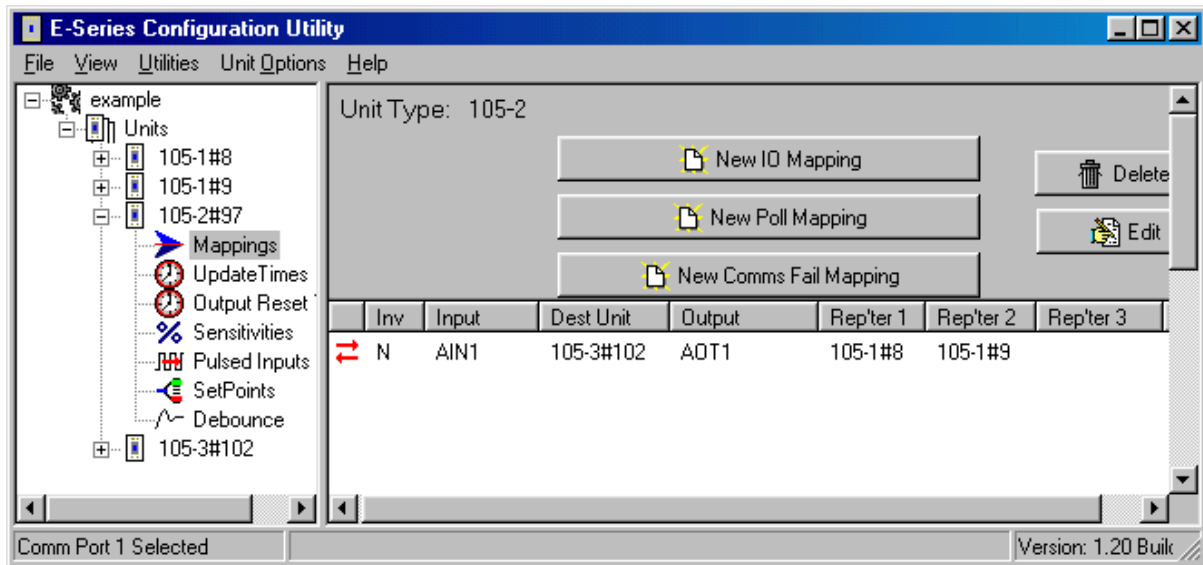 E-Series Configuration Utility
File View Utilities Unit Options Help
example
Units
105-1#8
105-1#9
105-2#97
Mappings
UpdateTimes
Output Reset
Sensitivities
Pulsed Inputs
SetPoints
Debounce
105-3#102
Unit Type: 105-2
New IO Mapping
New Poll Mapping
New Comms Fail Mapping
Delete
Edit
Inv Input Dest Unit Output Rep'ter 1 Rep'ter 2 Rep'ter 3
N AIN1 105-3#102 AOT1 105-1#8 105-1#9
Comm Port 1 Selected
Version: 1.20